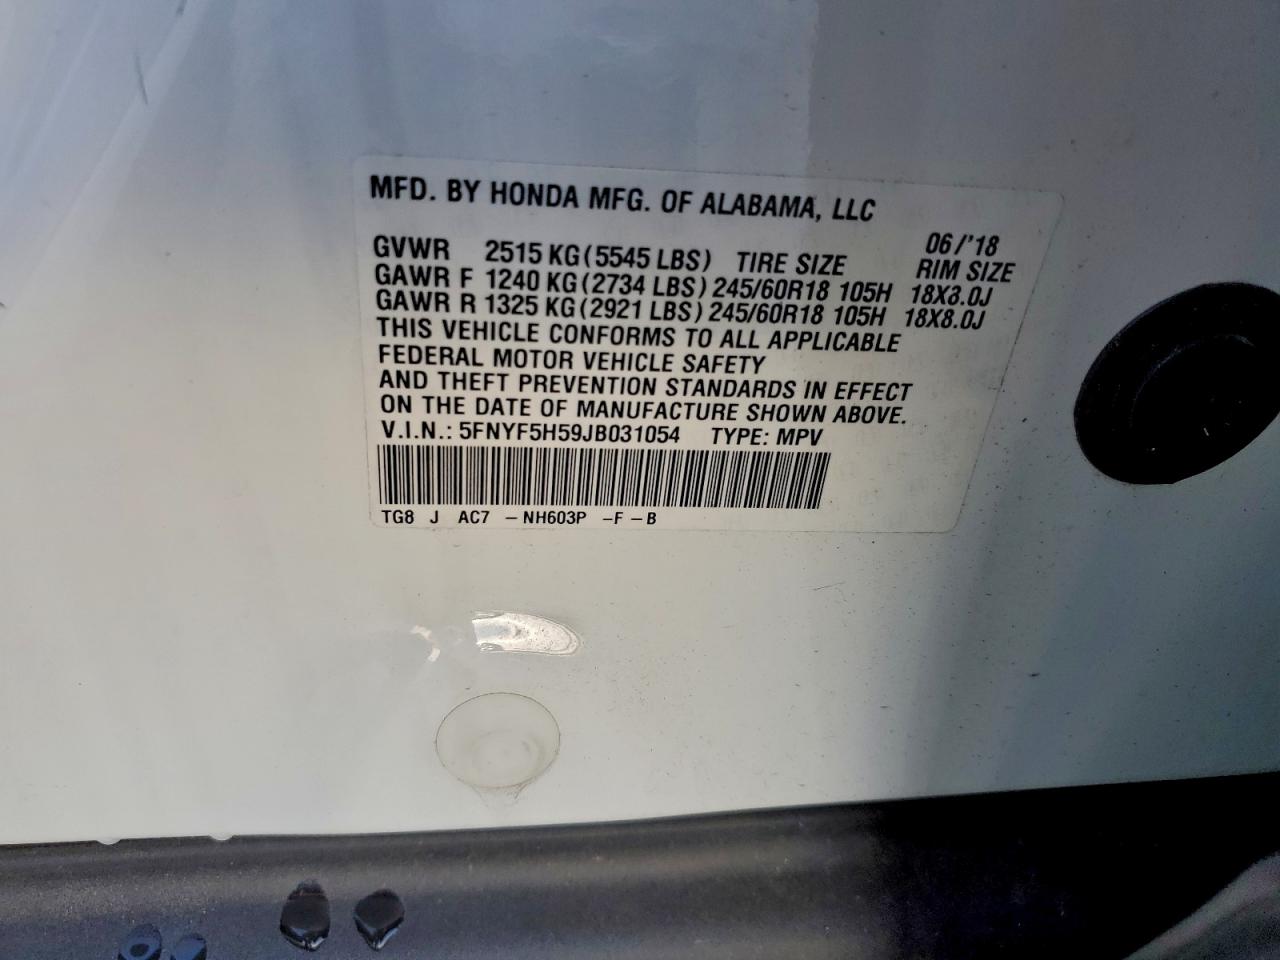 MFD. BY HONDA MFG. OF ALABAMA, LLC
06/'18
GVWR 2515 KG (5545 LBS) TIRE SIZE RIM SIZE
GAWR F 1240 KG (2734 LBS) 245/60R18 105H 18X8.0J
GAWR R 1325 KG (2921 LBS) 245/60R18 105H 18X8.0J
THIS VEHICLE CONFORMS TO ALL APPLICABLE
FEDERAL MOTOR VEHICLE SAFETY
AND THEFT PREVENTION STANDARDS IN EFFECT
ON THE DATE OF MANUFACTURE SHOWN ABOVE.
V.I.N.: 5FNYF5H59JB031054 TYPE: MPV
TG8 J AC7 -NH603P -F-B